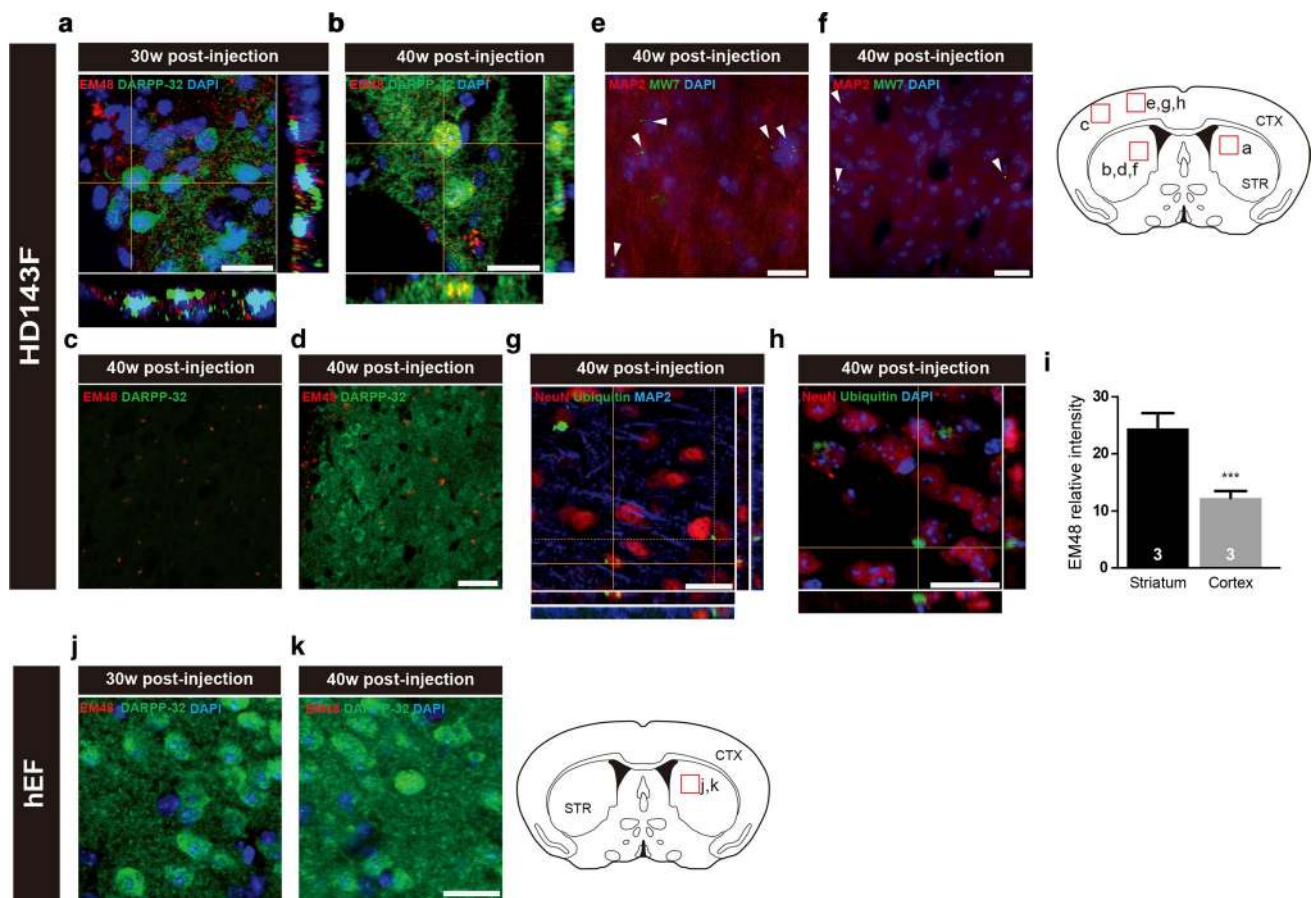 a
b
e
f
30w post-injection
40w post-injection
40w post-injection
40w post-injection
EM48 DARPP-32 DAPI
EM48 DARPP-32 DAPI
MAP2 MW7 DAPI
MAP2 MW7 DAPI
c
e,g,h
CTX
a
b,d,f
STR
HD143F
c
d
g
h
i
40w post-injection
40w post-injection
40w post-injection
40w post-injection
EM48 DARPP-32
EM48 DARPP-32
NeuN Ubiquitin MAP2
NeuN Ubiquitin DAPI
EM48 relative intensity
30
20
10
0
***
3
3
Striatum
Cortex
j
k
30w post-injection
40w post-injection
EM48 DARPP-32 DAPI
EM48 DARPP-32 DAPI
hEF
CTX
j,k
STR